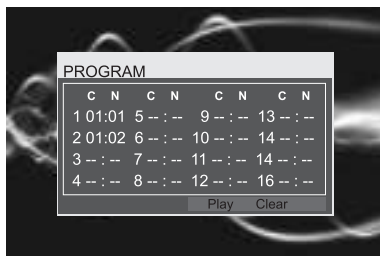 PROGRAM
C N C N C N C N
1 01:01 5 -- : -- 9 -- : -- 13 -- : --
2 01:02 6 -- : -- 10 -- : -- 14 -- : --
3 -- : -- 7 -- : -- 11 -- : -- 14 -- : --
4 -- : -- 8 -- : -- 12 -- : -- 16 -- : --
Play Clear